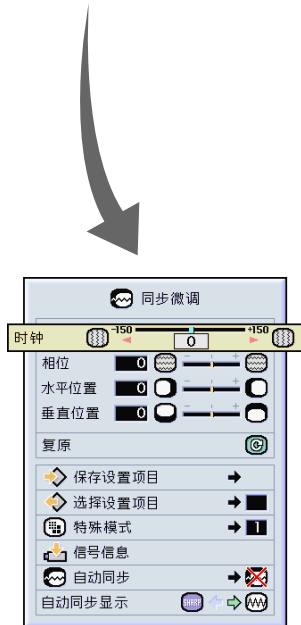 同步微调
时钟 -150 0 +150
相位 0 - +
水平位置 0 - +
垂直位置 0 - +
复原
保存设置项目
选择设置项目
特殊模式 1
信号信息
自动同步
自动同步显示 SHARP